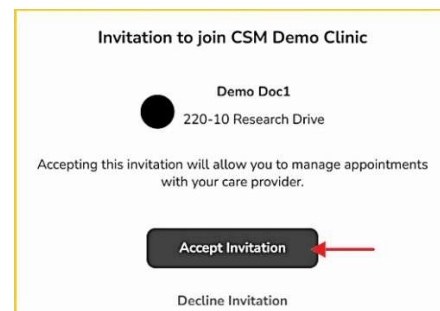 Invitation to join CSM Demo Clinic
Demo Doc1
220-10 Research Drive
Accepting this invitation will allow you to manage appointments
with your care provider.
Accept Invitation
Decline Invitation